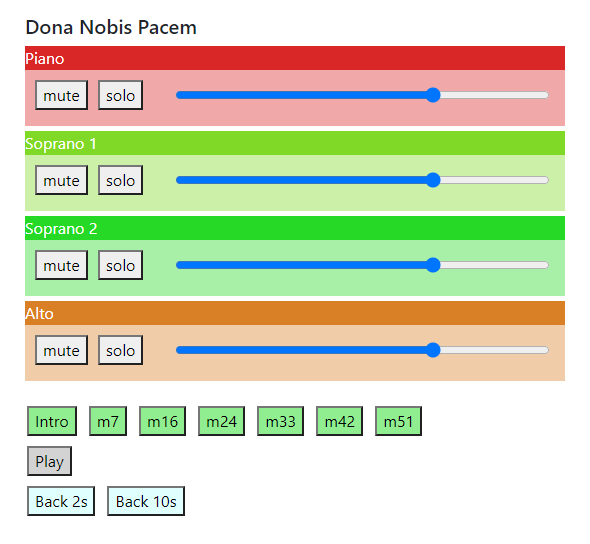 Dona Nobis Pacem
Piano
mute solo
Soprano 1
mute solo
Soprano 2
mute solo
Alto
mute solo
Intro m7 m16 m24 m33 m42 m51
Play
Back 2s Back 10s